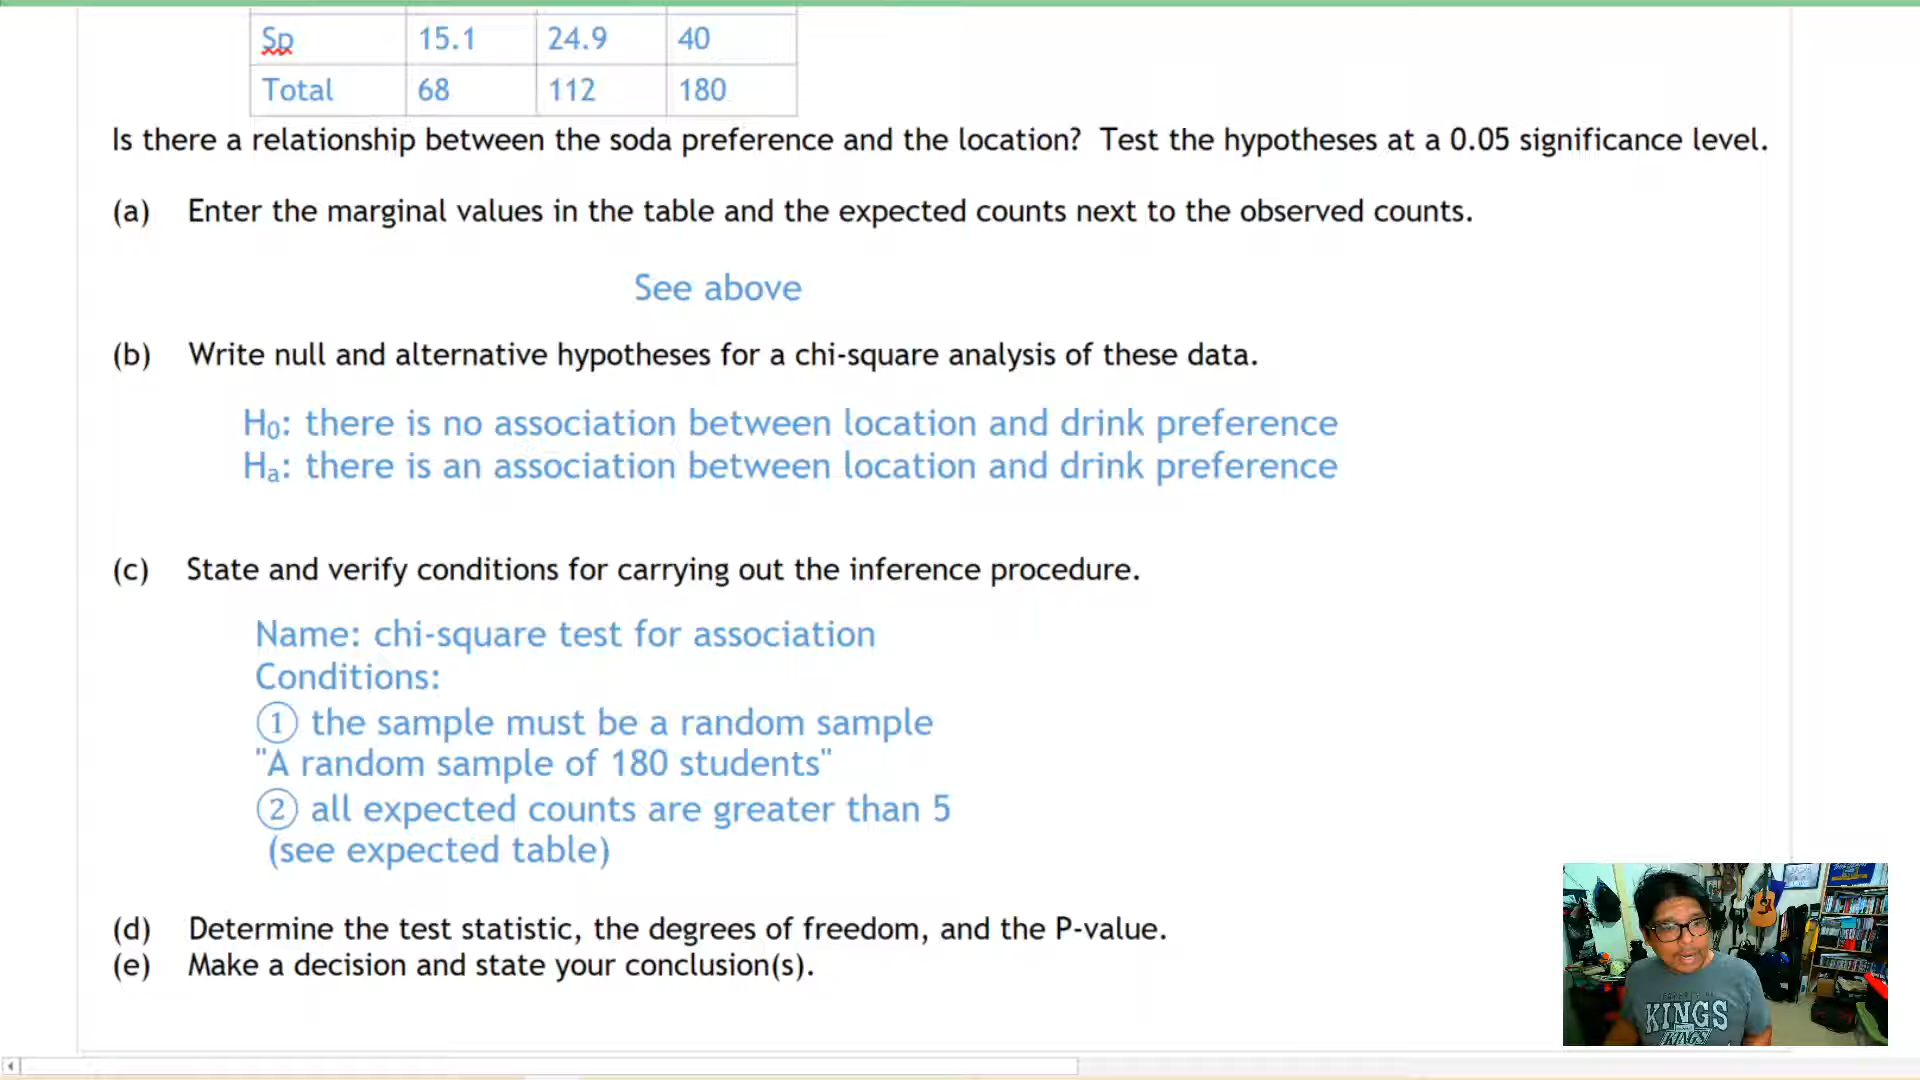 Sp 15.1 24.9 40
Total 68 112 180
Is there a relationship between the soda preference and the location? Test the hypotheses at a 0.05 significance level.
(a) Enter the marginal values in the table and the expected counts next to the observed counts.
See above
(b) Write null and alternative hypotheses for a chi-square analysis of these data.
H₀: there is no association between location and drink preference
Hₐ: there is an association between location and drink preference
(c) State and verify conditions for carrying out the inference procedure.
Name: chi-square test for association
Conditions:
① the sample must be a random sample
"A random sample of 180 students"
② all expected counts are greater than 5
(see expected table)
(d) Determine the test statistic, the degrees of freedom, and the P-value.
(e) Make a decision and state your conclusion(s).
KINGS
KINGS